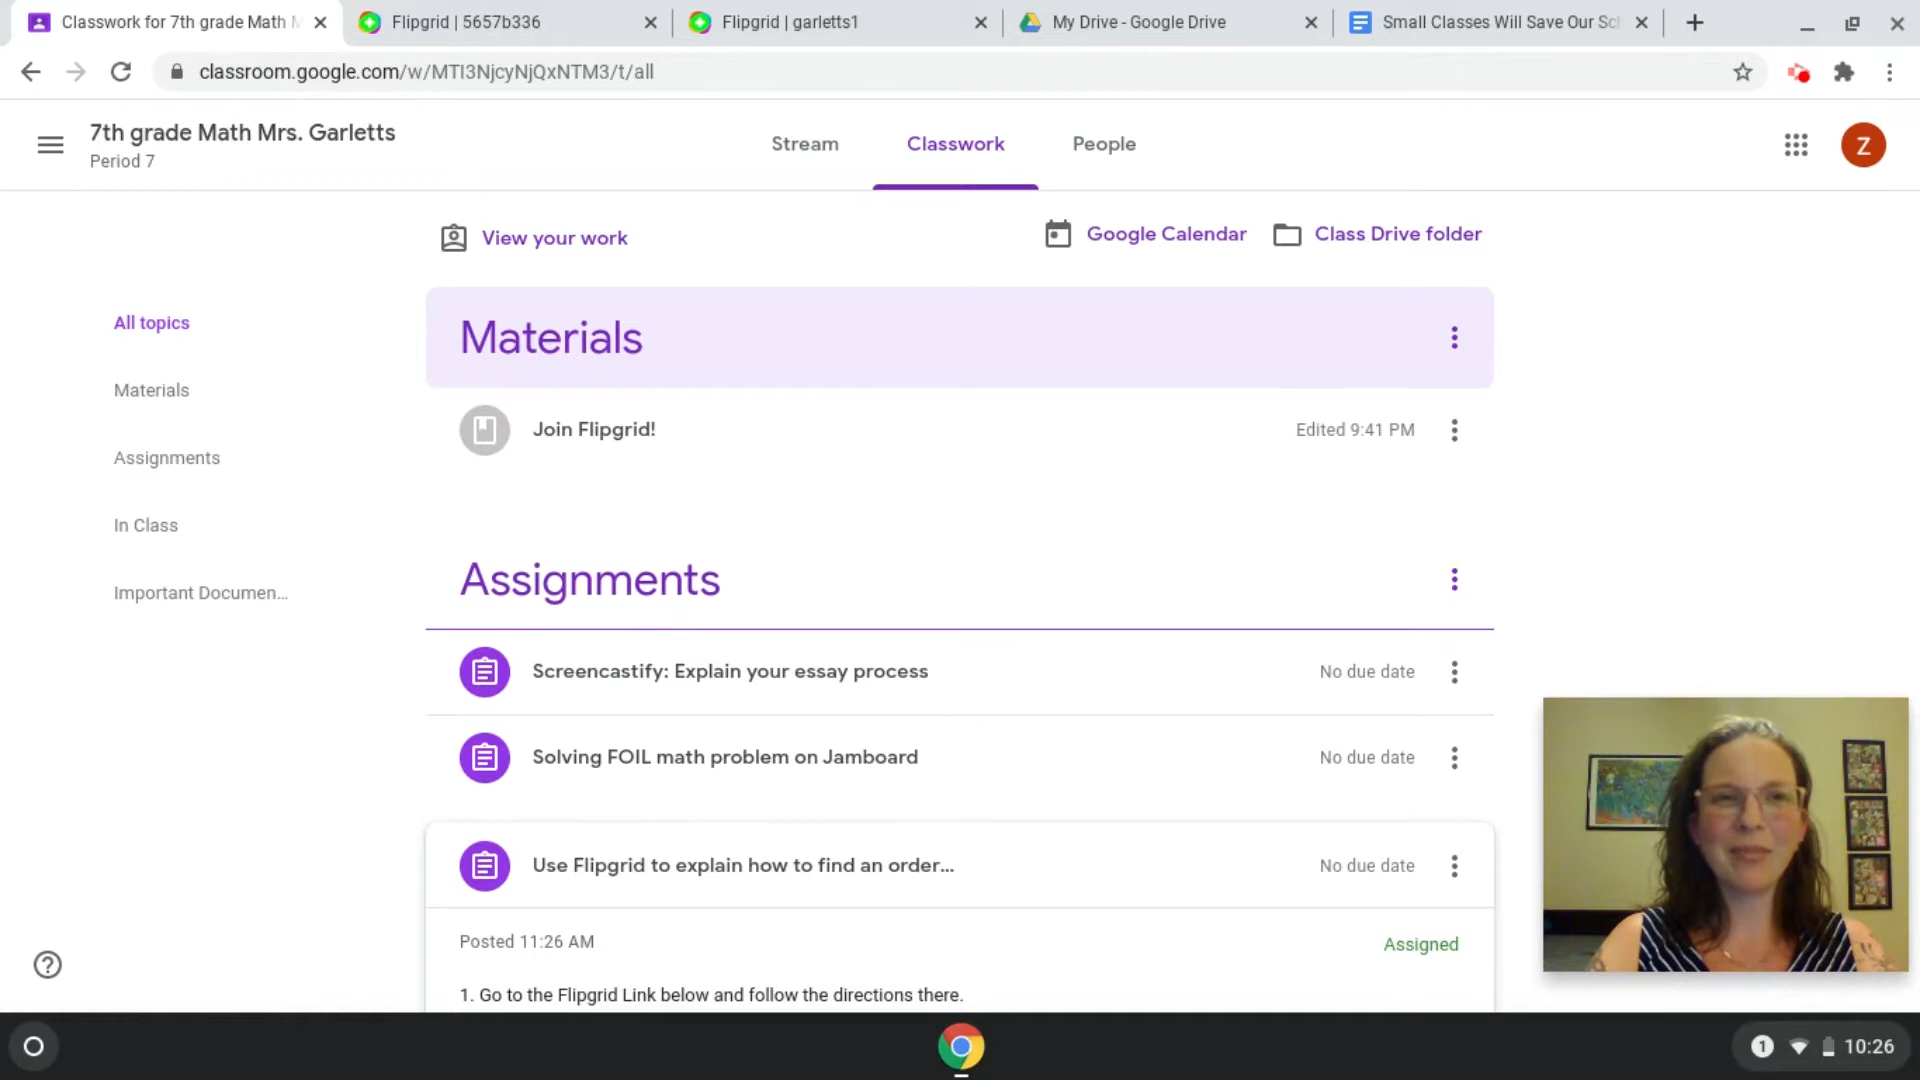 Classwork for 7th grade Math M
Flipgrid | 5657b336
Flipgrid | garletts1
My Drive - Google Drive
Small Classes Will Save Our Sch
classroom.google.com/w/MTI3NjcyNjQxNTM3/t/all
7th grade Math Mrs. Garletts
Period 7
Stream
Classwork
People
Z
View your work
Google Calendar
Class Drive folder
All topics
Materials
Assignments
In Class
Important Documen...
Materials
Join Flipgrid!
Edited 9:41 PM
Assignments
Screencastify: Explain your essay process
No due date
Solving FOIL math problem on Jamboard
No due date
Use Flipgrid to explain how to find an order...
No due date
Posted 11:26 AM
Assigned
1. Go to the Flipgrid Link below and follow the directions there.
1
10:26